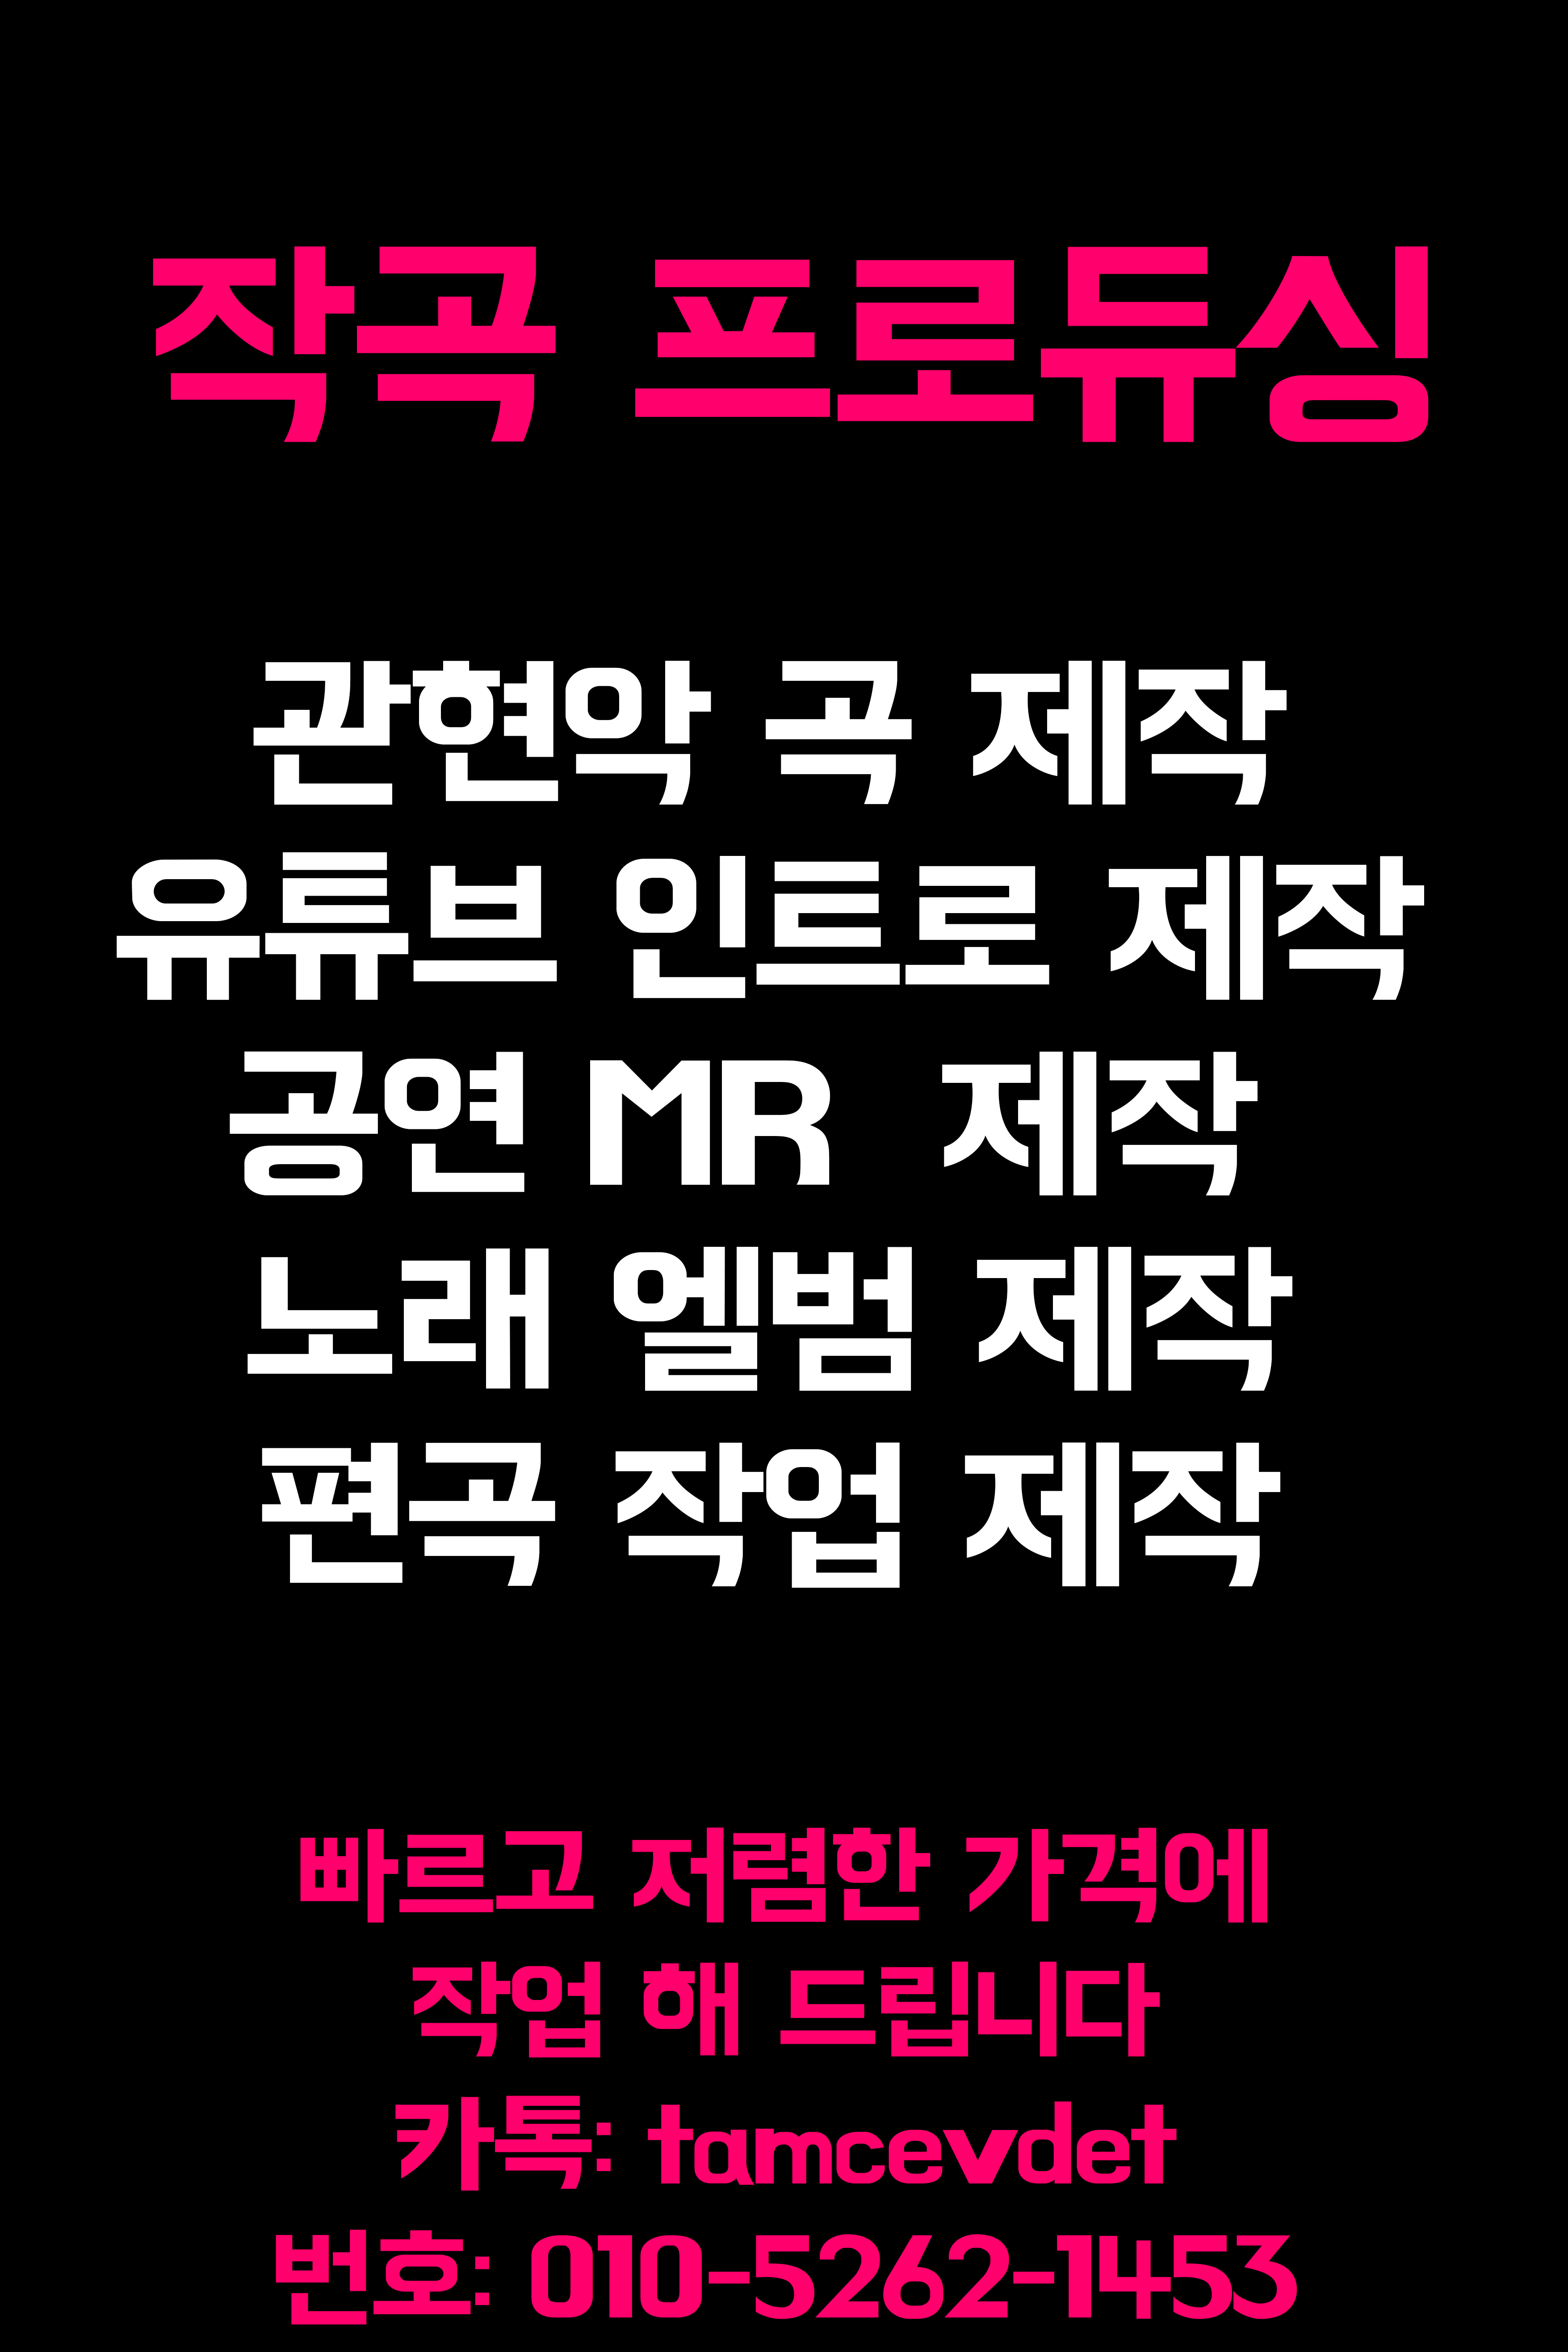 작곡 프로듀싱
관현악 곡 제작
유튜브 인트로 제작
공연 MR 제작
노래 엘범 제작
편곡 작업 제작
빠르고 저렴한 가격에
작업 해 드립니다
카톡: tamcevdet
번호: 010-5262-1453